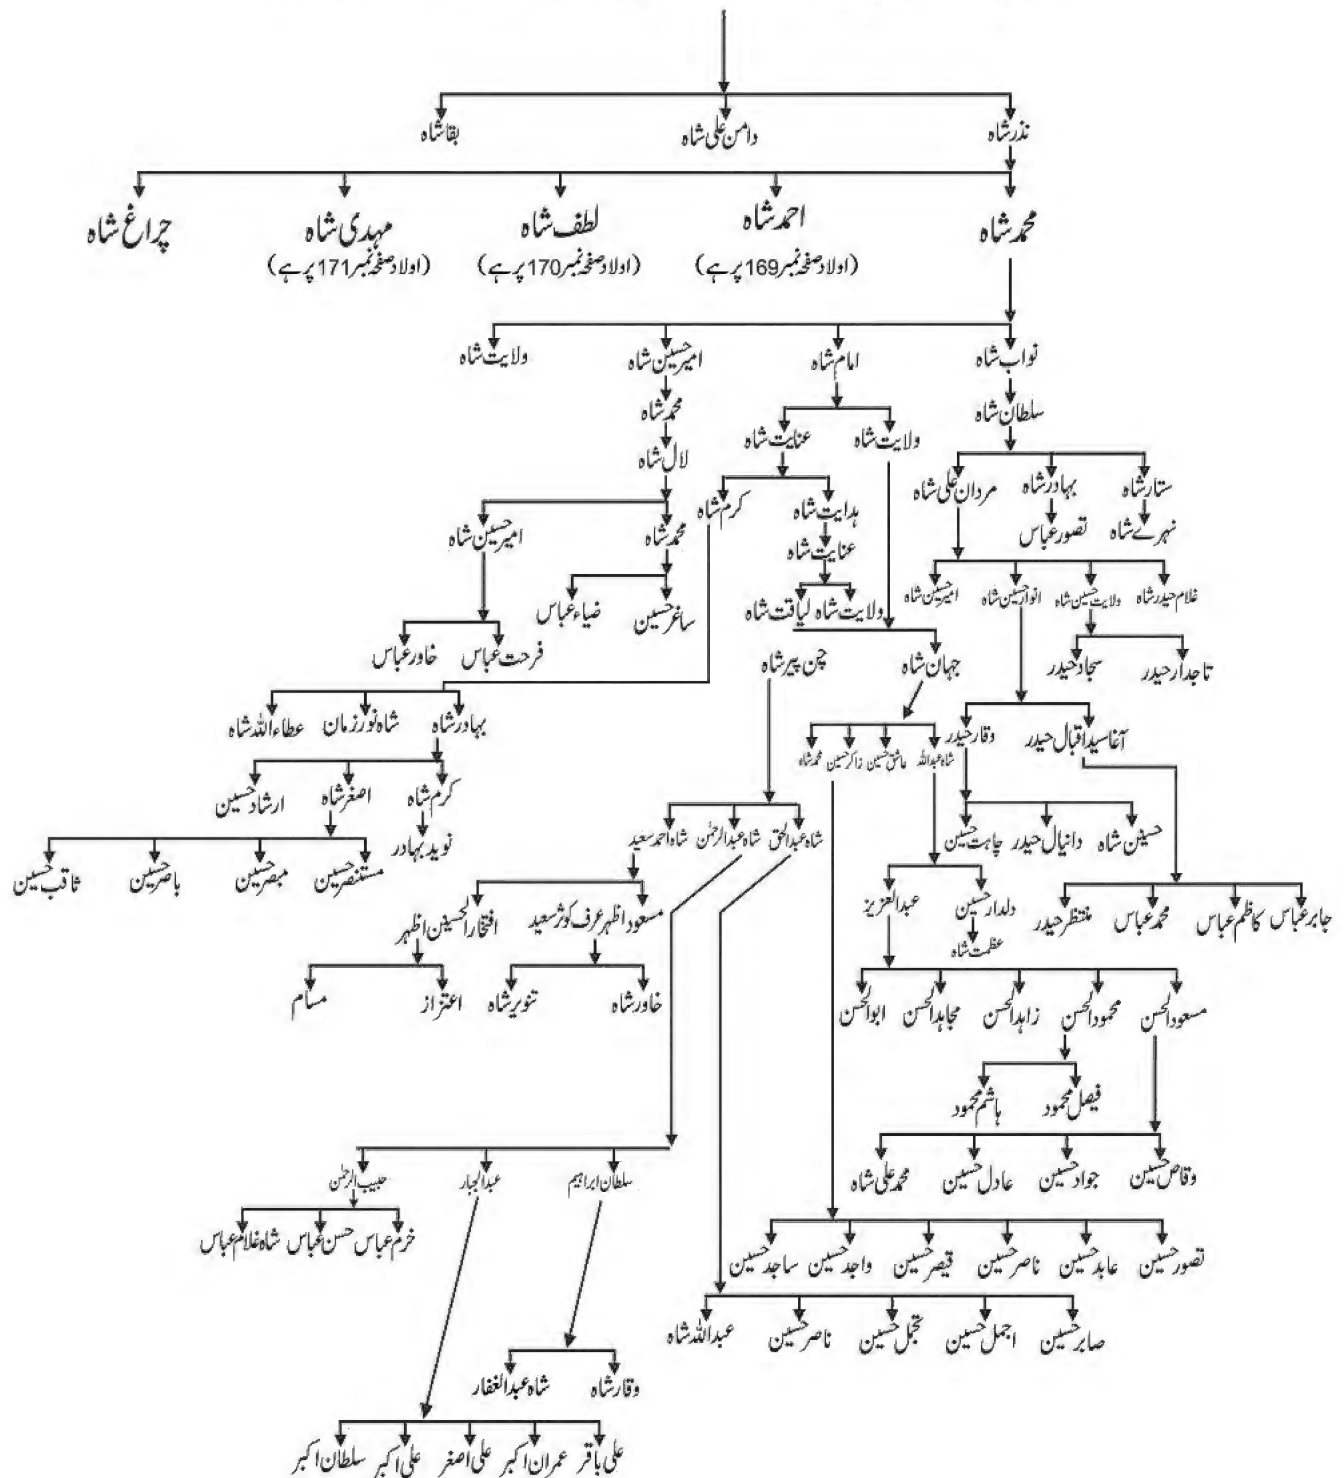 نذر شاہ دامن علی شاہ بقا شاہ
محمد شاہ احمد شاہ لطف شاہ مہدی شاہ چراغ شاہ
(اولاد صفحہ نمبر 169 پر ہے) (اولاد صفحہ نمبر 170 پر ہے) (اولاد صفحہ نمبر 171 پر ہے)
نواب شاہ امام شاہ امیر حسین شاہ ولایت شاہ
سلطان شاہ محمد شاہ
ولایت شاہ عنایت شاہ لال شاہ
ستار شاہ بہادر شاہ مردان علی شاہ ہدایت شاہ کرم شاہ
نہرے شاہ تصور عباس عنایت شاہ محمد شاہ امیر حسین شاہ
غلام حیدر شاہ ولایت حسین شاہ انوار حسین شاہ امیر حسین شاہ ولایت شاہ لیاقت شاہ ساغر حسین ضیاء عباس
تاجدار حیدر سجاد حیدر جہان شاہ چن پیر شاہ فرحت عباس خاور عباس
آغا سید اقبال حیدر وقار حیدر بہادر شاہ شاہ نور زمان عطاء اللہ شاہ
شاہ عبداللہ عاشق حسین ذاکر حسین محمد شاہ
کرم شاہ اصغر شاہ ارشاد حسین
حسنین شاہ دانیال حیدر چاہت حسین شاہ عبدالحق شاہ عبدالرحمٰن شاہ احمد سعید نوید بہادر
مستنصر حسین مبصر حسین باصر حسین ثاقب حسین
جابر عباس کاظم عباس محمد عباس منتظر حیدر دلدار حسین عبدالعزیز مسعود اظہر عرف کوثر سعید افتخار الحسنین اظہر
عظمت شاہ
خاور شاہ تنویر شاہ اعتزاز مسام
مسعود الحسن محمود الحسن زاہد الحسن مجاہد الحسن ابوالحسن
فیصل محمود ہاشم محمود
وقاص حسین جواد حسین عادل حسین محمد علی شاہ سلطان ابراہیم عبدالجبار حبیب الرحمٰن
خرم عباس حسن عباس شاہ غلام عباس
تصور حسین عابد حسین ناصر حسین قیصر حسین واجد حسین ساجد حسین
صابر حسین اجمل حسین تجمل حسین ناصر حسین عبداللہ شاہ
وقار شاہ شاہ عبدالغفار
علی باقر عمران اکبر علی اصغر علی اکبر سلطان اکبر